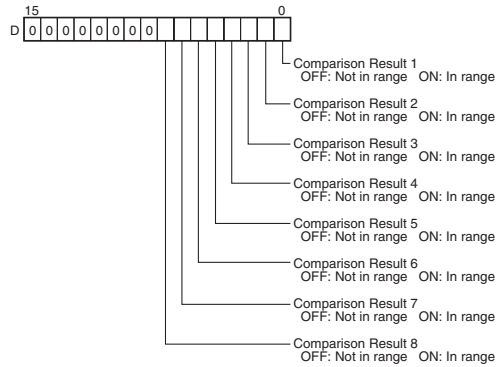 15 0
D 0 0 0 0 0 0 0 0
Comparison Result 1
OFF: Not in range ON: In range
Comparison Result 2
OFF: Not in range ON: In range
Comparison Result 3
OFF: Not in range ON: In range
Comparison Result 4
OFF: Not in range ON: In range
Comparison Result 5
OFF: Not in range ON: In range
Comparison Result 6
OFF: Not in range ON: In range
Comparison Result 7
OFF: Not in range ON: In range
Comparison Result 8
OFF: Not in range ON: In range